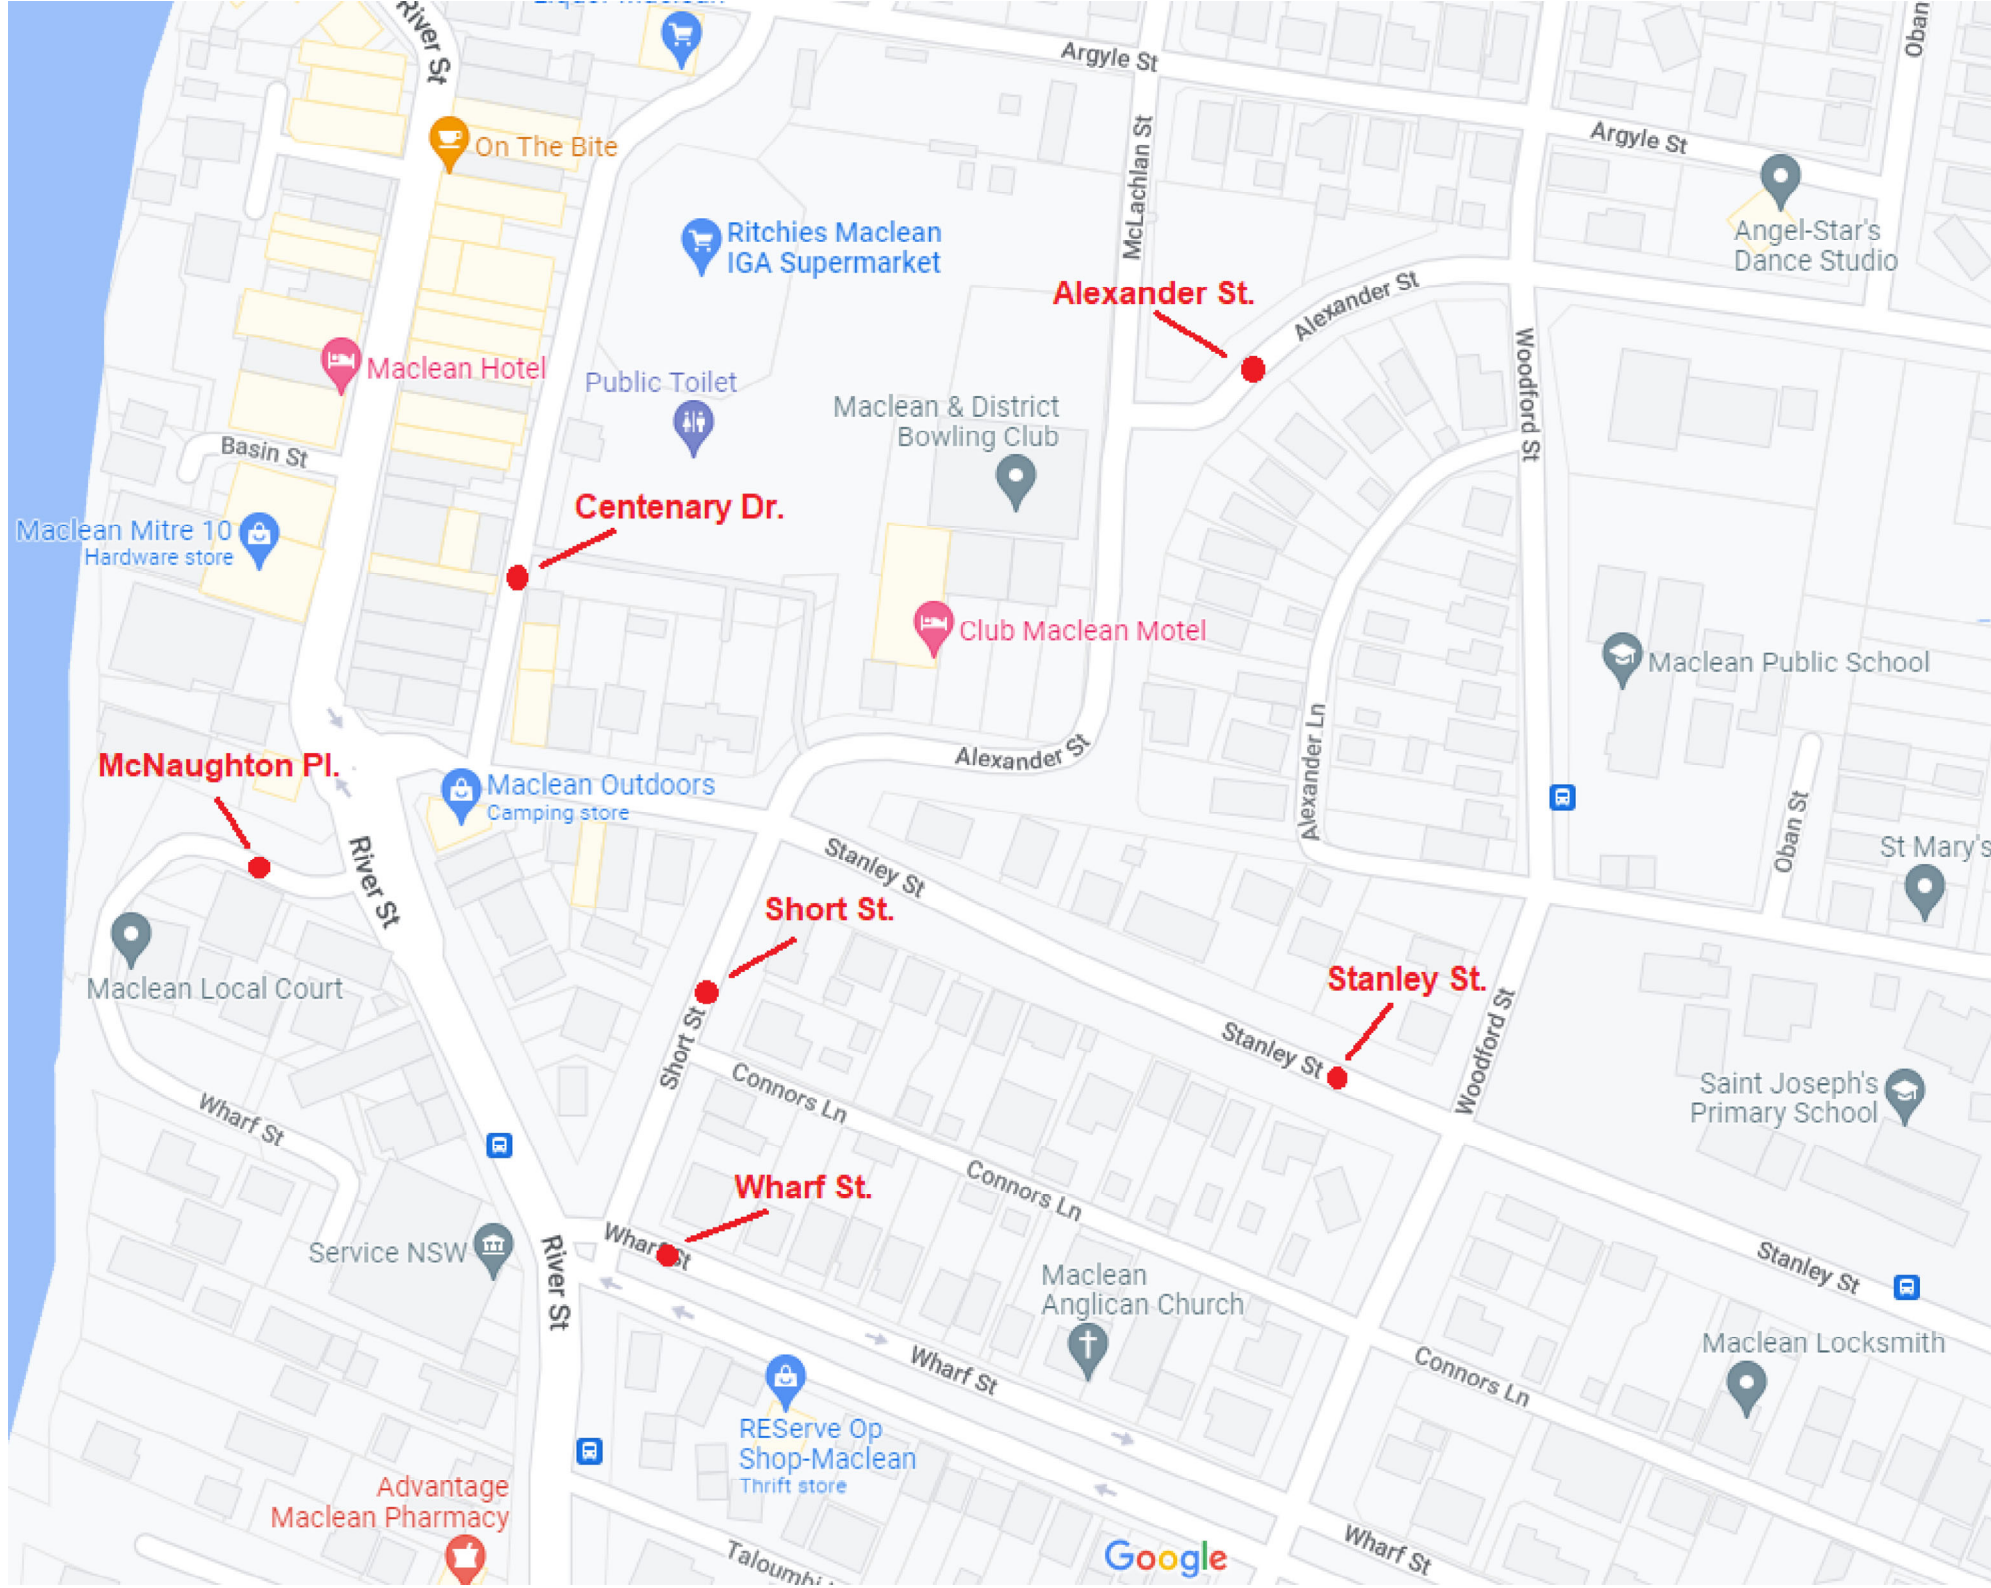 River St
Liquor Maclean
Argyle St
Oban
On The Bite
McLachlan St
Argyle St
Ritchies Maclean
IGA Supermarket
Angel-Star's
Dance Studio
Alexander St.
Alexander St
Maclean Hotel
Public Toilet
Woodford St
Maclean & District
Bowling Club
Basin St
Centenary Dr.
Maclean Mitre 10
Hardware store
Club Maclean Motel
Maclean Public School
Alexander St
Alexander Ln
McNaughton Pl.
Maclean Outdoors
Camping store
Oban St
River St
Stanley St
St Mary's
Short St.
Maclean Local Court
Stanley St.
Short St
Stanley St
Woodford St
Connors Ln
Saint Joseph's
Primary School
Wharf St
Wharf St.
Connors Ln
Service NSW
Wharf St
River St
Stanley St
Maclean
Anglican Church
Maclean Locksmith
Wharf St
Connors Ln
REServe Op
Shop-Maclean
Thrift store
Advantage
Maclean Pharmacy
Google
Wharf St
Taloumbi